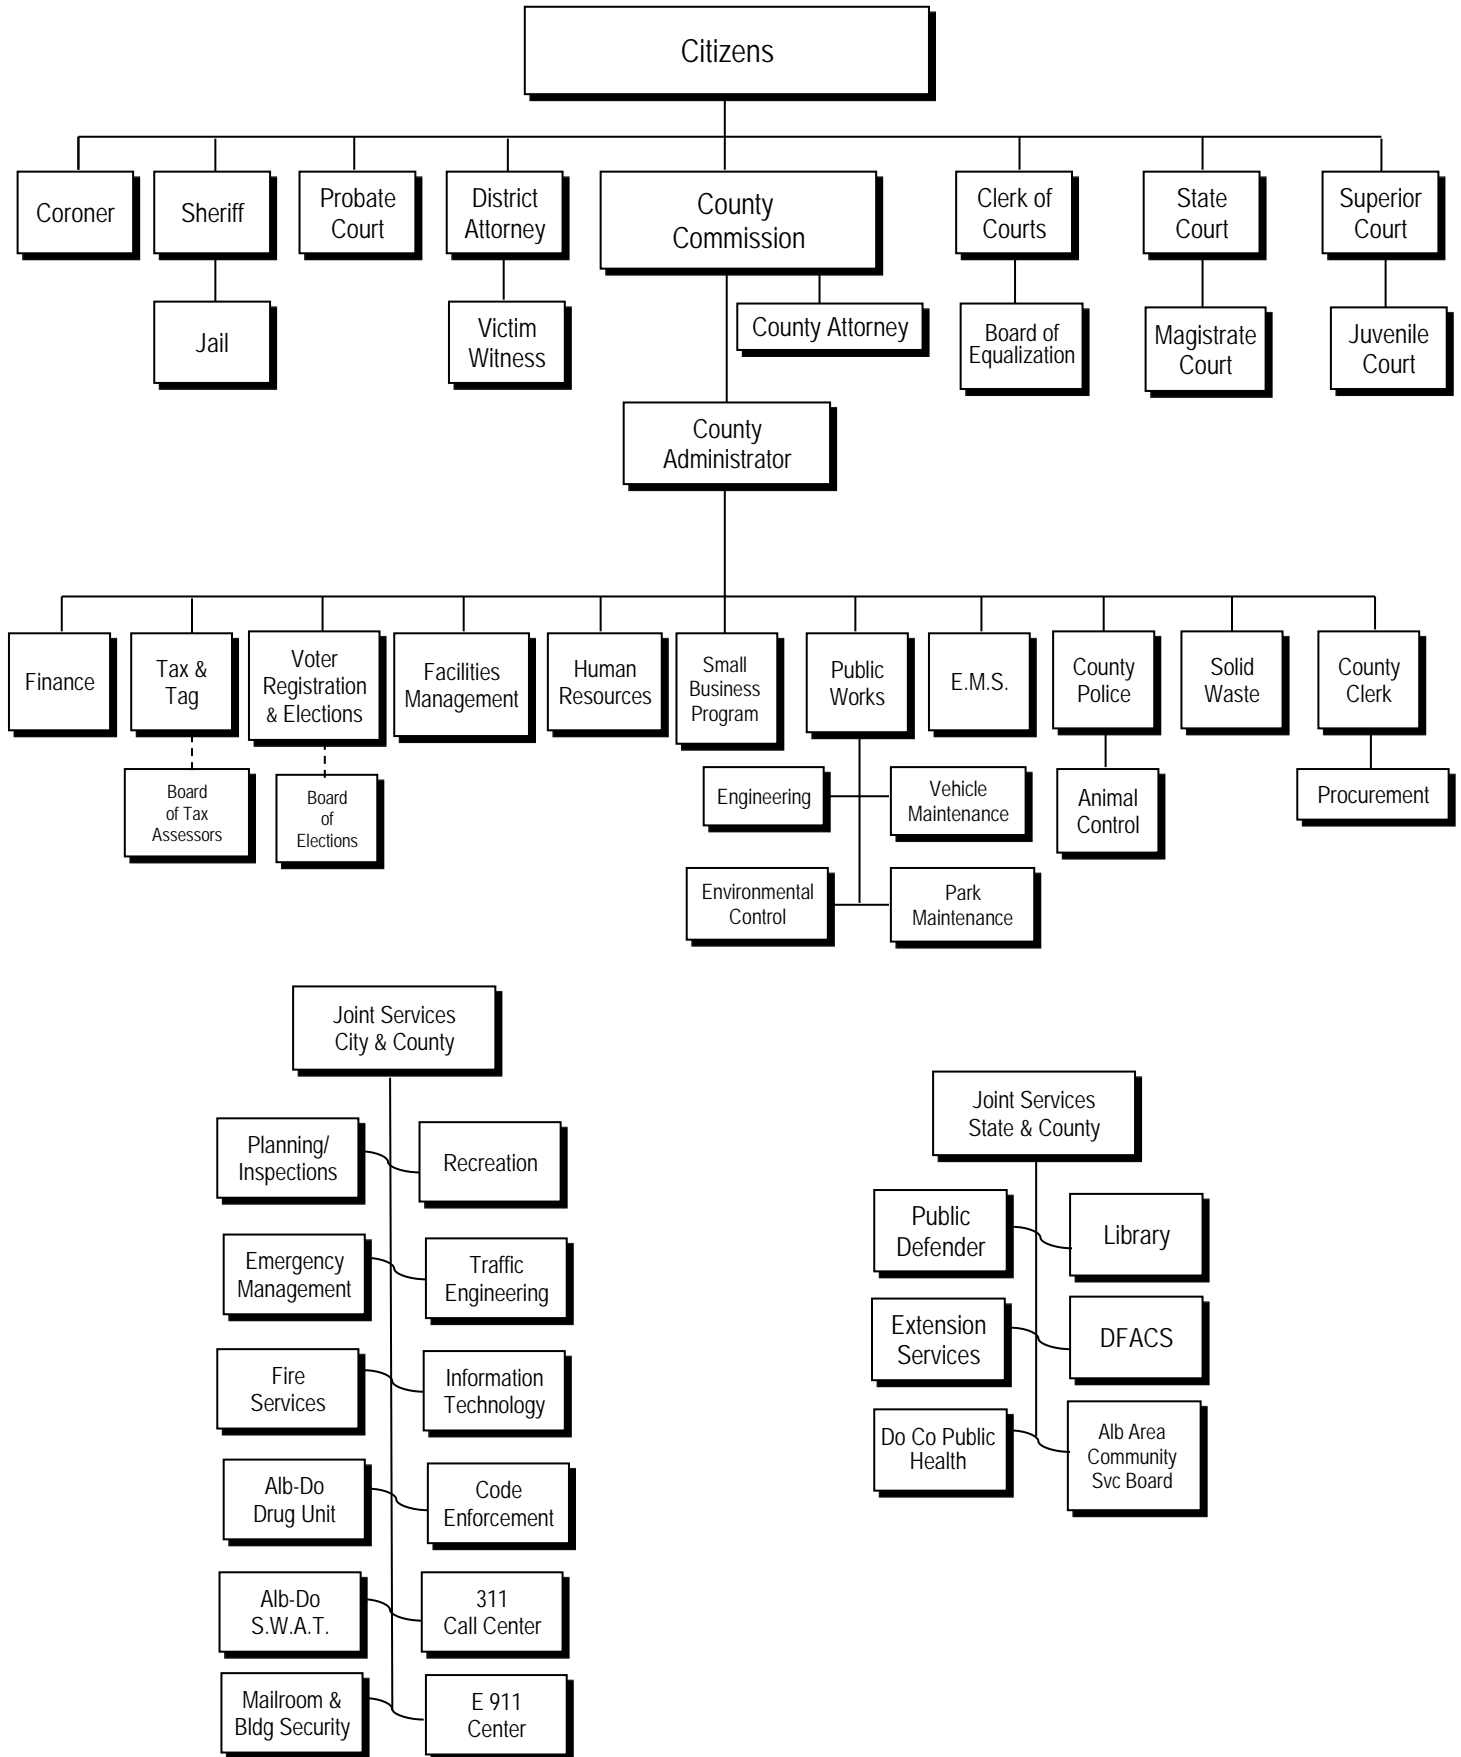 Citizens
Coroner
Sheriff
Probate
Court
District
Attorney
County
Commission
Clerk of
Courts
State
Court
Superior
Court
Jail
Victim
Witness
County Attorney
Board of
Equalization
Magistrate
Court
Juvenile
Court
County
Administrator
Finance
Tax &
Tag
Voter
Registration
& Elections
Facilities
Management
Human
Resources
Small
Business
Program
Public
Works
E.M.S.
County
Police
Solid
Waste
County
Clerk
Board
of Tax
Assessors
Board
of
Elections
Engineering
Vehicle
Maintenance
Animal
Control
Procurement
Environmental
Control
Park
Maintenance
Joint Services
City & County
Planning/
Inspections
Recreation
Emergency
Management
Traffic
Engineering
Fire
Services
Information
Technology
Alb-Do
Drug Unit
Code
Enforcement
Alb-Do
S.W.A.T.
311
Call Center
Mailroom &
Bldg Security
E 911
Center
Joint Services
State & County
Public
Defender
Library
Extension
Services
DFACS
Do Co Public
Health
Alb Area
Community
Svc Board